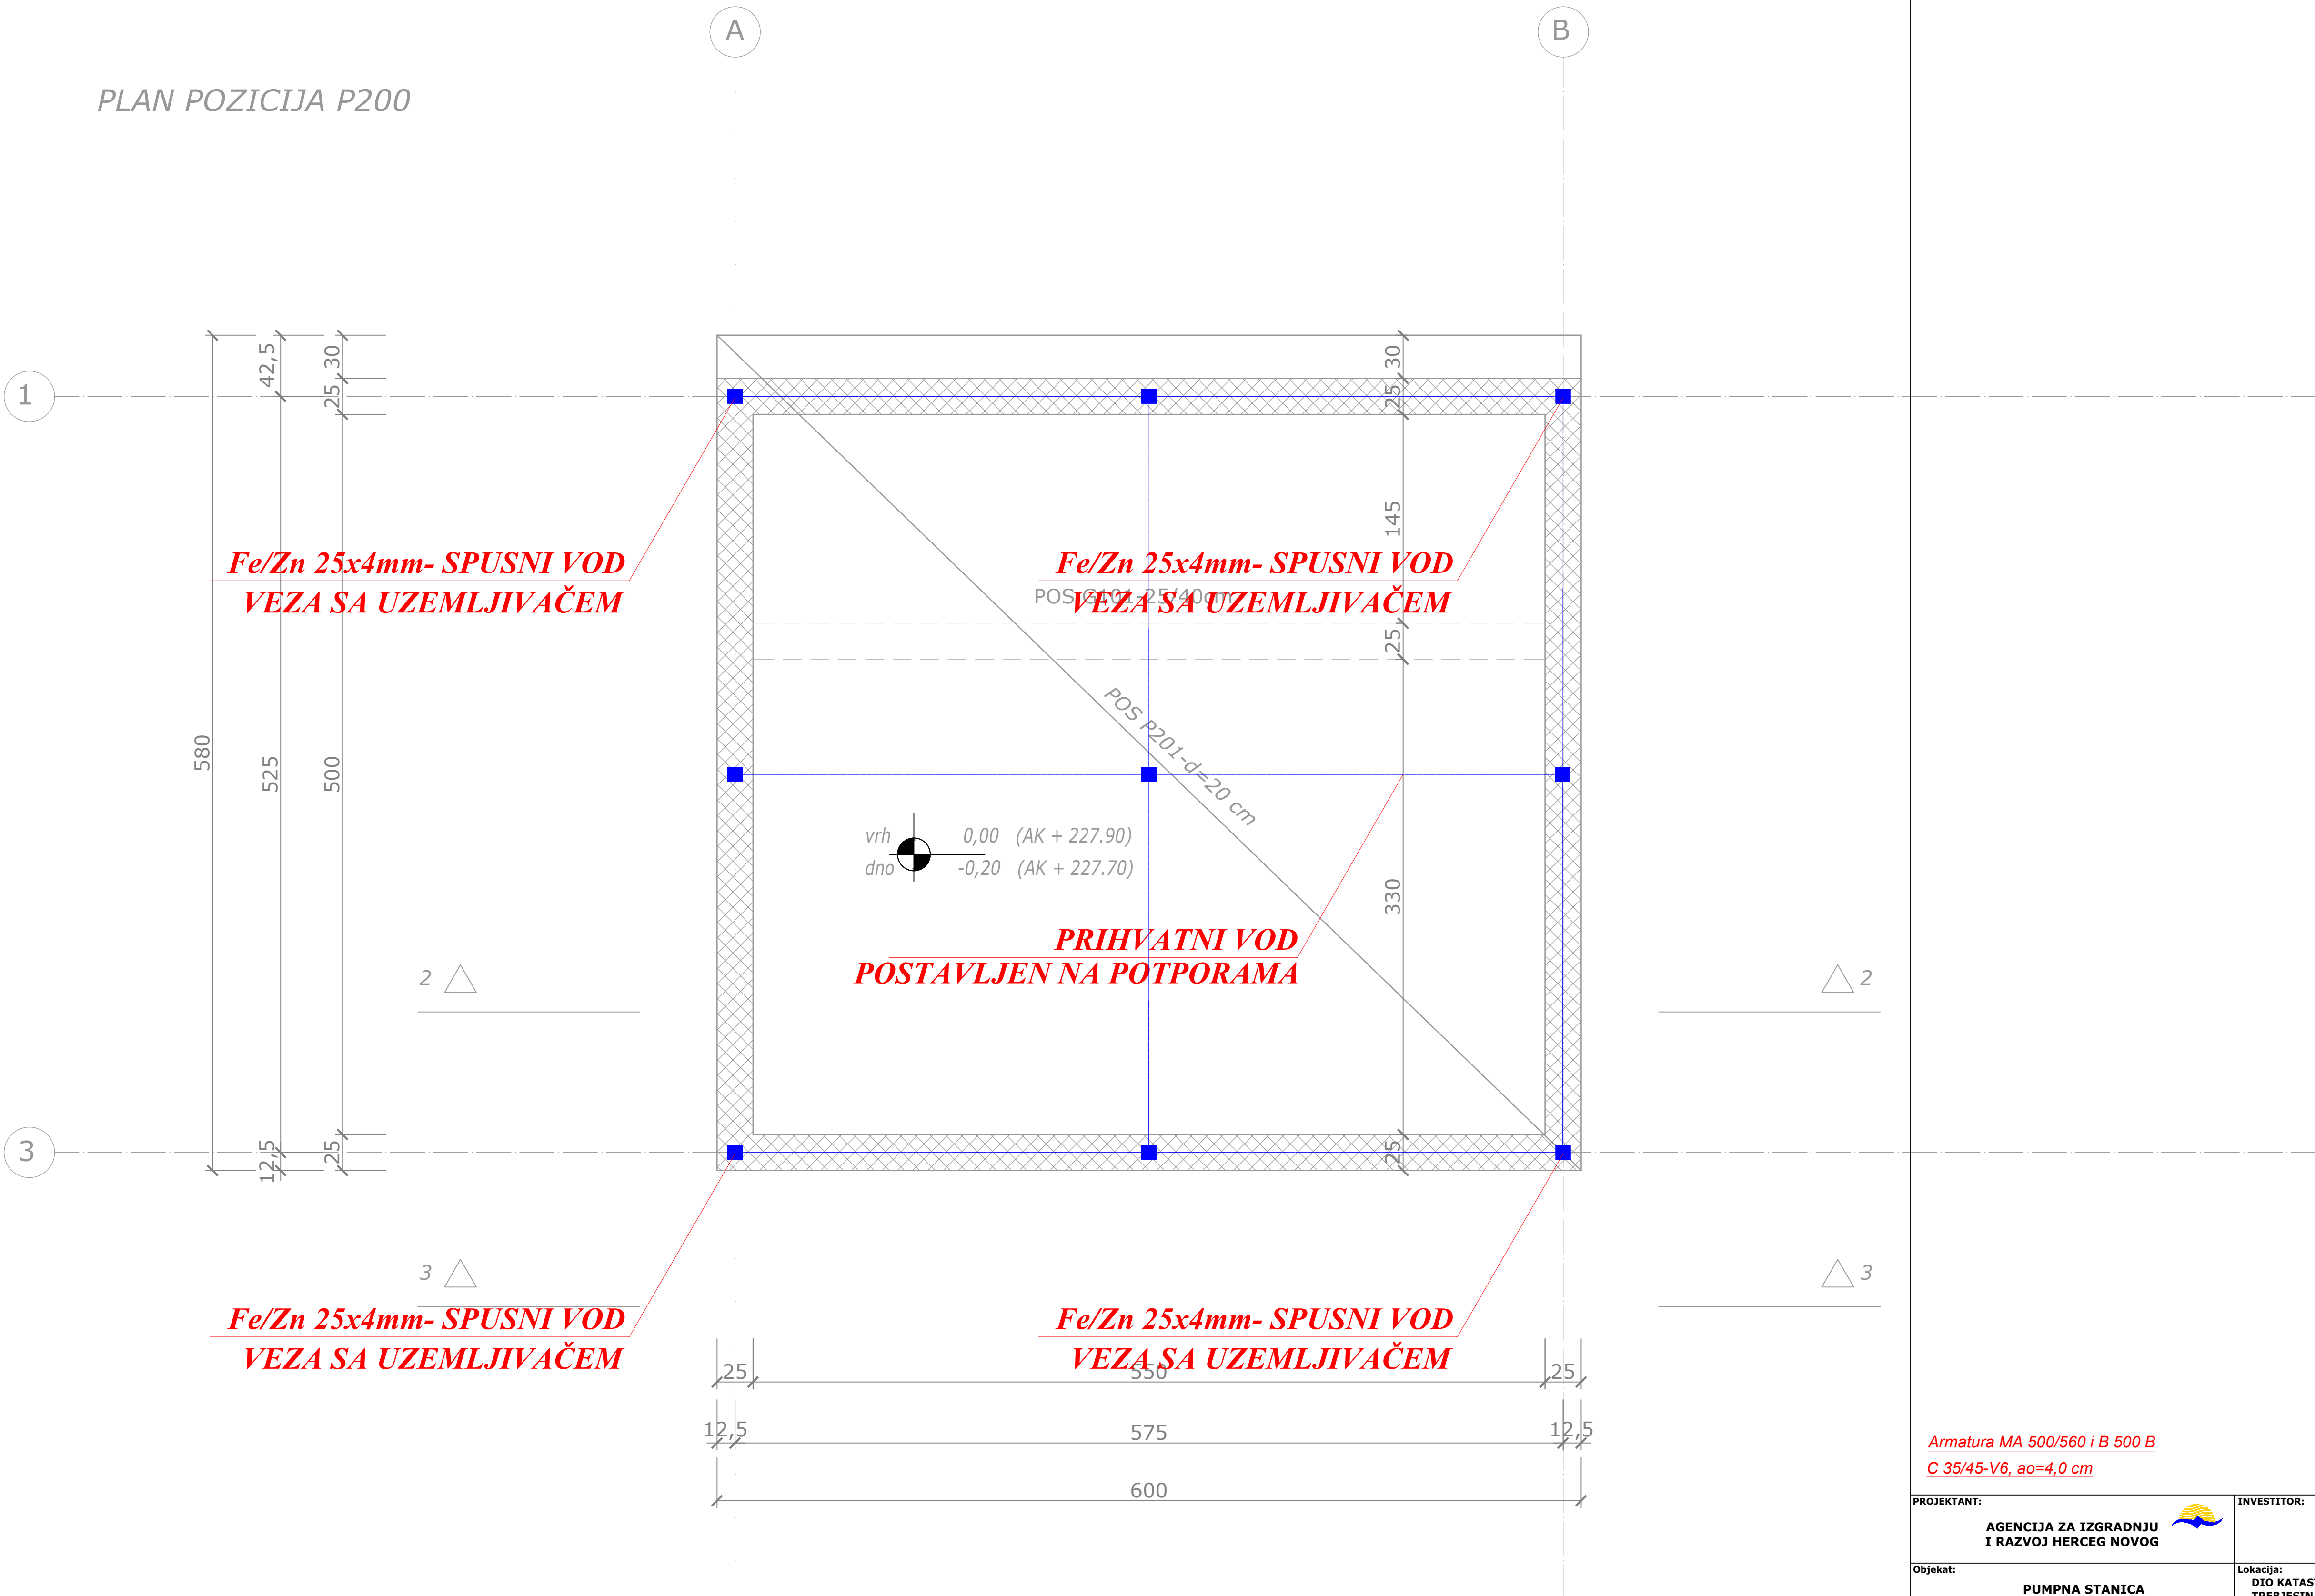 A
B
PLAN POZICIJA P200
1
42,5
30
25
30
25
145
Fe/Zn 25x4mm- SPUSNI VOD
VEZA SA UZEMLJIVAČEM
Fe/Zn 25x4mm- SPUSNI VOD
VEZA SA UZEMLJIVAČEM
POS G101-25/40cm
25
POS P201-d=20 cm
580
525
500
vrh 0,00 (AK + 227.90)
dno -0,20 (AK + 227.70)
330
PRIHVATNI VOD
POSTAVLJEN NA POTPORAMA
2
2
3
12,5
25
25
3
3
Fe/Zn 25x4mm- SPUSNI VOD
VEZA SA UZEMLJIVAČEM
Fe/Zn 25x4mm- SPUSNI VOD
VEZA SA UZEMLJIVAČEM
25
550
25
12,5
575
12,5
600
Armatura MA 500/560 i B 500 B
C 35/45-V6, ao=4,0 cm
PROJEKTANT:
AGENCIJA ZA IZGRADNJU
I RAZVOJ HERCEG NOVOG
INVESTITOR:
Objekat:
PUMPNA STANICA
Lokacija:
DIO